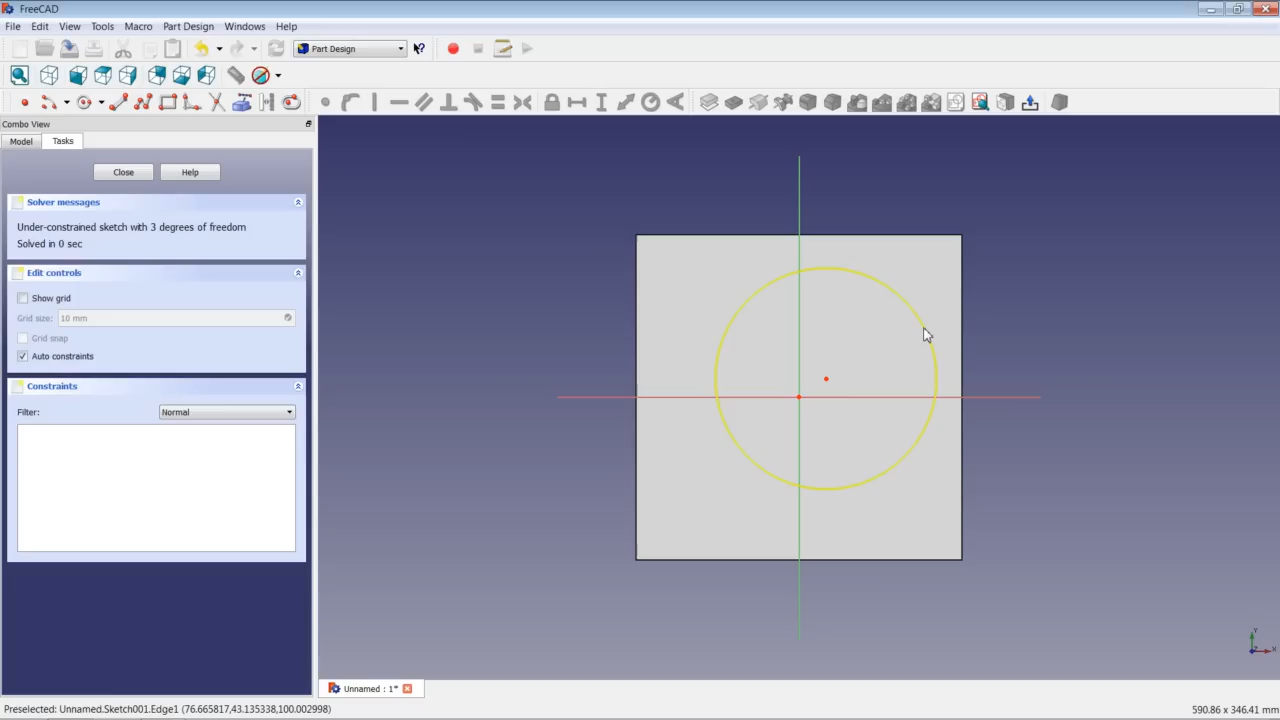 FreeCAD
File Edit View Tools Macro Part Design Windows Help
Part Design
Combo View
Model Tasks
Close Help
Solver messages
Under-constrained sketch with 3 degrees of freedom
Solved in 0 sec
Edit controls
Show grid
Grid size: 10 mm
Grid snap
Auto constraints
Constraints
Filter: Normal
Y
Z X
Unnamed : 1*
Preselected: Unnamed.Sketch001.Edge1 (76.665817,43.135338,100.002998) 590.86 x 346.41 mm